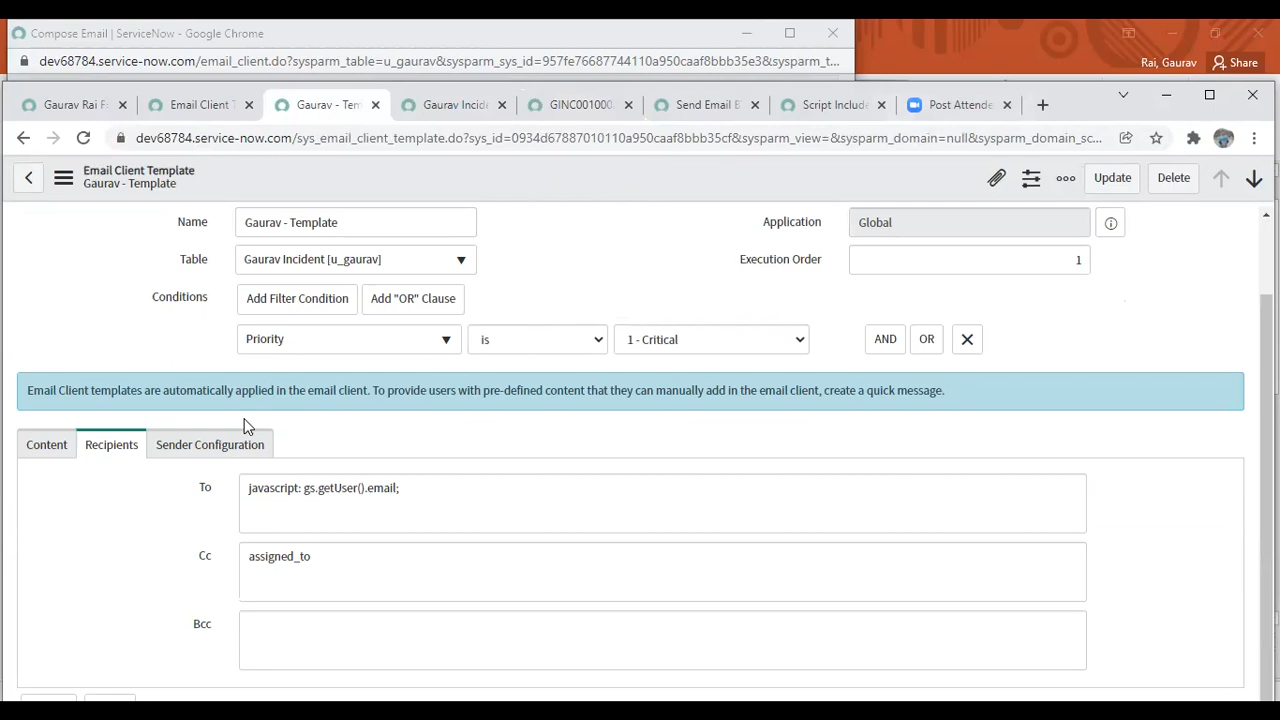 Compose Email | ServiceNow - Google Chrome
dev68784.service-now.com/email_client.do?sysparm_table=u_gaurav&sysparm_sys_id=957fe76687744110a950caaf8bbb35e3&sysparm_t...
Rai, Gaurav Share
Gaurav Rai F
Email Client T
Gaurav - Tem
Gaurav Incid
GINC001000
Send Email B
Script Include
Post Attende
dev68784.service-now.com/sys_email_client_template.do?sys_id=0934d67887010110a950caaf8bbb35cf&sysparm_view=&sysparm_domain=null&sysparm_domain_sc...
Email Client Template
Gaurav - Template
Update
Delete
Name
Gaurav - Template
Application
Global
Table
Gaurav Incident [u_gaurav]
Execution Order
1
Conditions
Add Filter Condition
Add "OR" Clause
Priority
is
1 - Critical
AND
OR
Email Client templates are automatically applied in the email client. To provide users with pre-defined content that they can manually add in the email client, create a quick message.
Content
Recipients
Sender Configuration
To
javascript: gs.getUser().email;
Cc
assigned_to
Bcc